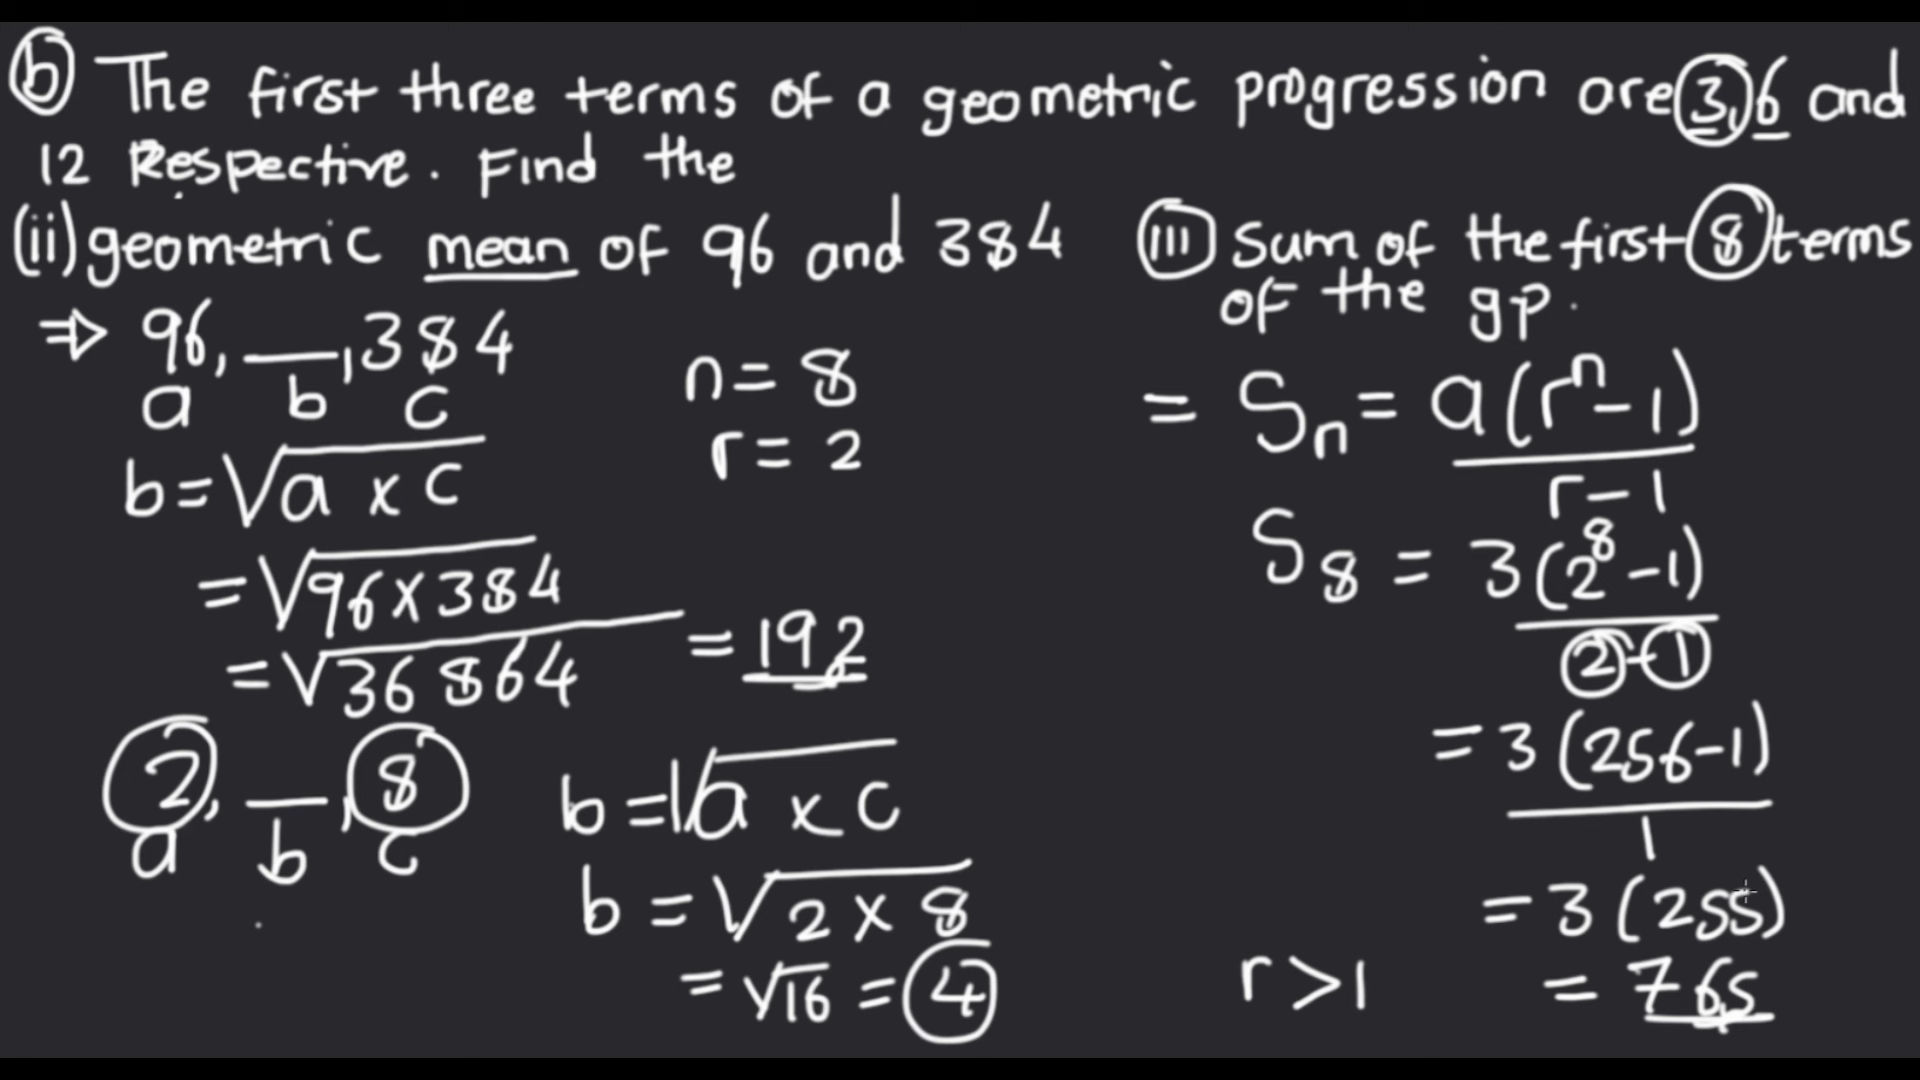 (b) The first three terms of a geometric progression are 3, 6 and
12 Respective. Find the
(ii) geometric mean of 96 and 384
⇒ 96, __, 384
a b c
b = √a x c
= √96 x 384
= √36864 = 192
n = 8
r = 2
2, __, 8
a b c
b = √a x c
b = √2 x 8
= √16 = 4
(iii) Sum of the first 8 terms
of the gp.
= Sn = a(rⁿ - 1)
r - 1
S8 = 3(2⁸ - 1)
2 - 1
= 3(256 - 1)
1
= 3(255)
= 765
r > 1